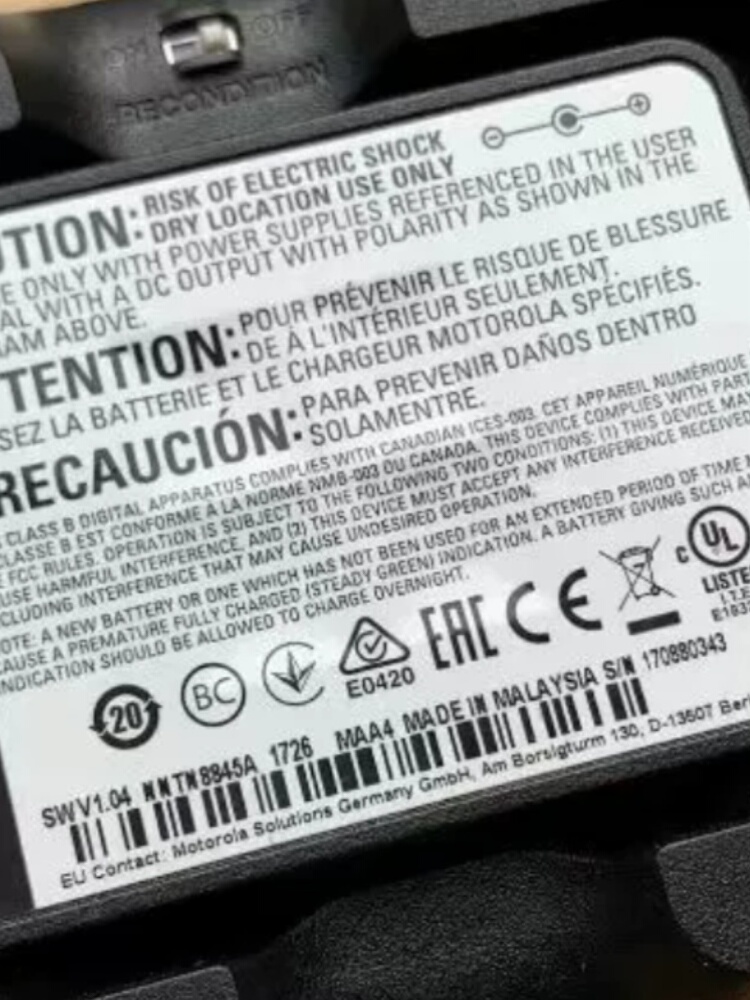 ON OFF
RECONDITION
UTION: RISK OF ELECTRIC SHOCK
DRY LOCATION USE ONLY
E ONLY WITH POWER SUPPLIES REFERENCED IN THE USER
AL WITH A DC OUTPUT WITH POLARITY AS SHOWN IN THE
AM ABOVE.
TENTION: POUR PRÉVENIR LE RISQUE DE BLESSURE
DE À L'INTÉRIEUR SEULEMENT.
SEZ LA BATTERIE ET LE CHARGEUR MOTOROLA SPÉCIFIÉS.
RECAUCIÓN: PARA PREVENIR DAÑOS DENTRO
SOLAMENTRE.
CLASS B DIGITAL APPARATUS COMPLIES WITH CANADIAN ICES-003. CET APPAREIL NUMÉRIQUE
CLASSE B EST CONFORME A LA NORME NMB-003 OU CANADA. THIS DEVICE COMPLIES WITH PART
FCC RULES. OPERATION IS SUBJECT TO THE FOLLOWING TWO CONDITIONS: (1) THIS DEVICE MAY
USE HARMFUL INTERFERENCE, AND (2) THIS DEVICE MUST ACCEPT ANY INTERFERENCE RECEIVED
CLUDING INTERFERENCE THAT MAY CAUSE UNDESIRED OPERATION.
OTE: A NEW BATTERY OR ONE WHICH HAS NOT BEEN USED FOR AN EXTENDED PERIOD OF TIME
AUSE A PREMATURE FULLY CHARGED (STEADY GREEN) INDICATION. A BATTERY GIVING SUCH AN
NDICATION SHOULD BE ALLOWED TO CHARGE OVERNIGHT.
20 BC E0420 EAC CE C UL
LISTE
I.T.E
SW V1.04 NNTN8845A 1726 MAA4 MADE IN MALAYSIA S/N 170880343
EU Contact: Motorola Solutions Germany GmbH, Am Borsigturm 130, D-13507 Ber